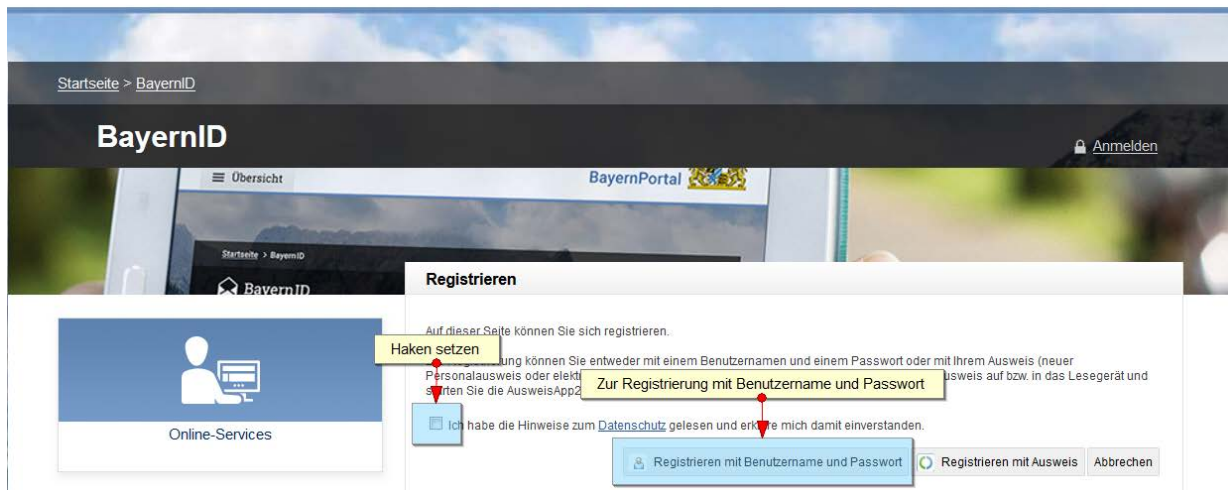 Startseite > BayernID
BayernID
Anmelden
Übersicht
BayernPortal
Startseite > BayernID
BayernID
Registrieren
Auf dieser Seite können Sie sich registrieren.
Haken setzen
können Sie entweder mit einem Benutzernamen und einem Passwort oder mit Ihrem Ausweis (neuer
Personalausweis oder auf bzw. in das Lesegerät und
Zur Registrierung mit Benutzername und Passwort
Sie die AusweisApp2
Ich habe die Hinweise zum Datenschutz gelesen und erkläre mich damit einverstanden.
Online-Services
Registrieren mit Benutzername und Passwort Registrieren mit Ausweis Abbrechen